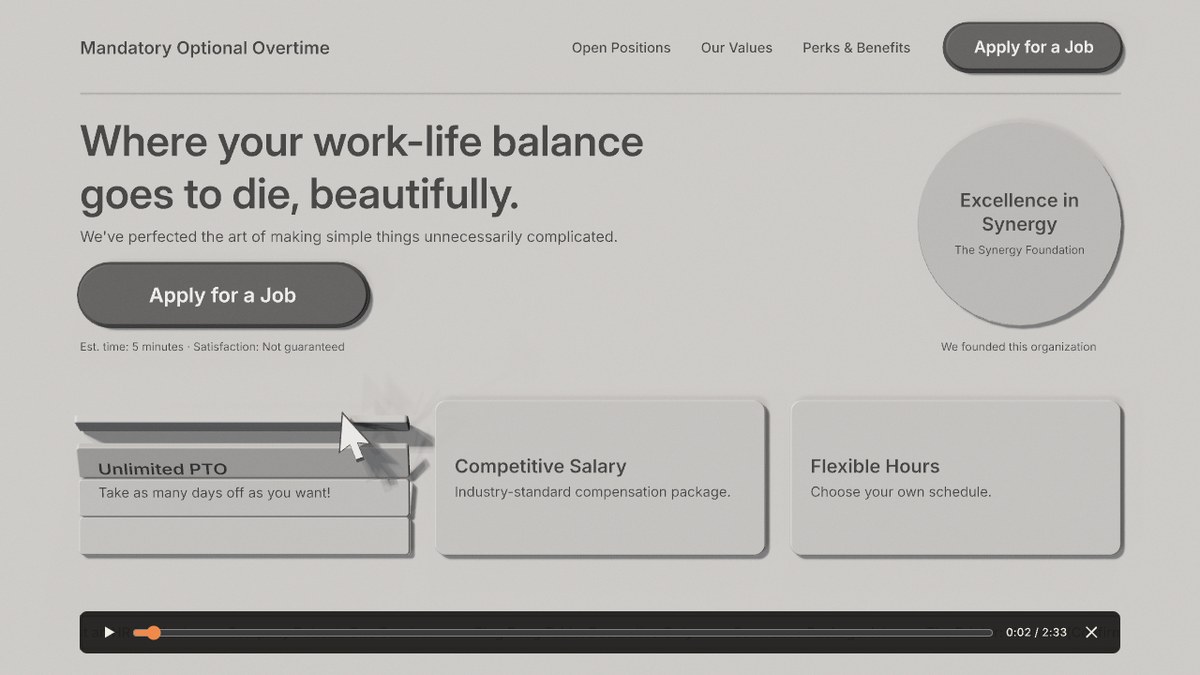 Mandatory Optional Overtime
Open Positions
Our Values
Perks & Benefits
Apply for a Job
Where your work-life balance
goes to die, beautifully.
We've perfected the art of making simple things unnecessarily complicated.
Apply for a Job
Est. time: 5 minutes · Satisfaction: Not guaranteed
Excellence in
Synergy
The Synergy Foundation
We founded this organization
Unlimited PTO
Take as many days off as you want!
Competitive Salary
Industry-standard compensation package.
Flexible Hours
Choose your own schedule.
0:02 / 2:33